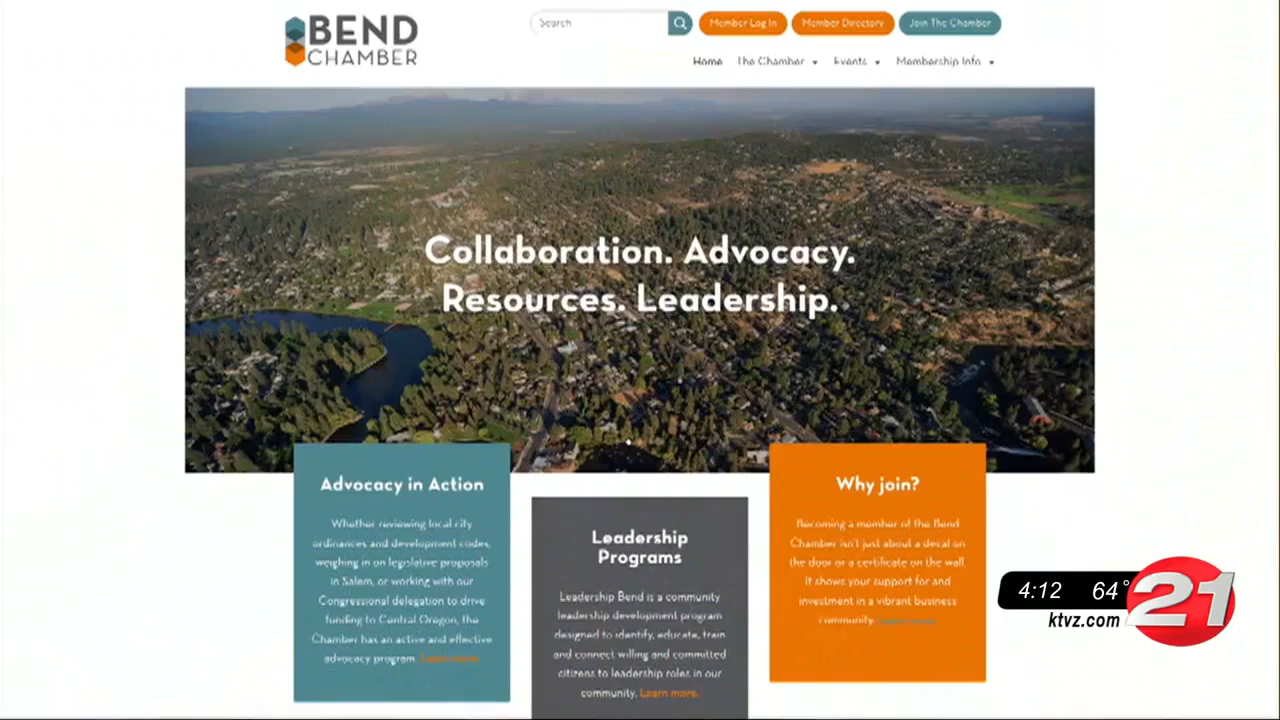 BEND
CHAMBER
Search
Member Log In
Member Directory
Join The Chamber
Home
The Chamber
Events
Membership Info
Collaboration. Advocacy.
Resources. Leadership.
Advocacy in Action
Whether reviewing local city
ordinances and development codes,
weighing in on legislative proposals
in Salem, or working with our
Congressional delegation to drive
funding to Central Oregon, the
Chamber has an active and effective
advocacy program.
Leadership
Programs
Leadership Bend is a community
leadership development program
designed to identify, educate, train
and connect willing and committed
citizens to leadership roles in our
community. Learn more.
Why join?
Becoming a member of the Bend
Chamber isn't just about a decal on
the door or a certificate on the wall.
It shows your support for and
investment in a vibrant business
community.
4:12 64°
ktvz.com
21